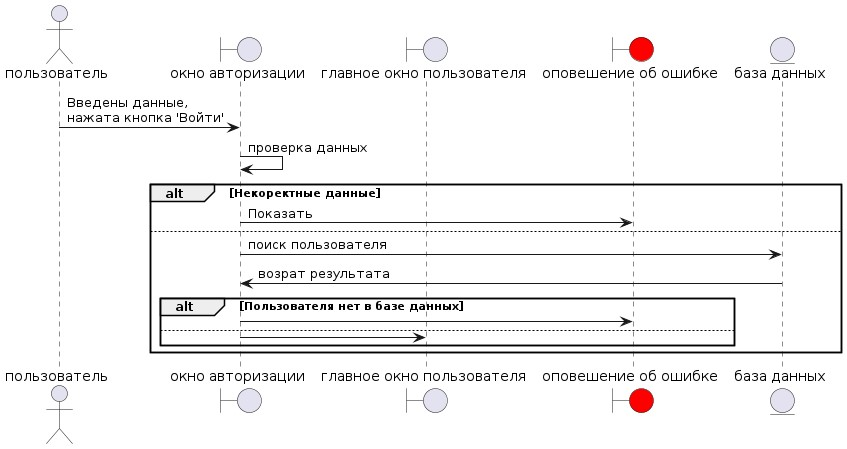 пользователь
окно авторизации
главное окно пользователя
оповешение об ошибке
база данных
Введены данные,
нажата кнопка 'Войти'
проверка данных
alt [Некоректные данные]
Показать
поиск пользователя
возрат результата
alt [Пользователя нет в базе данных]
пользователь
окно авторизации
главное окно пользователя
оповешение об ошибке
база данных